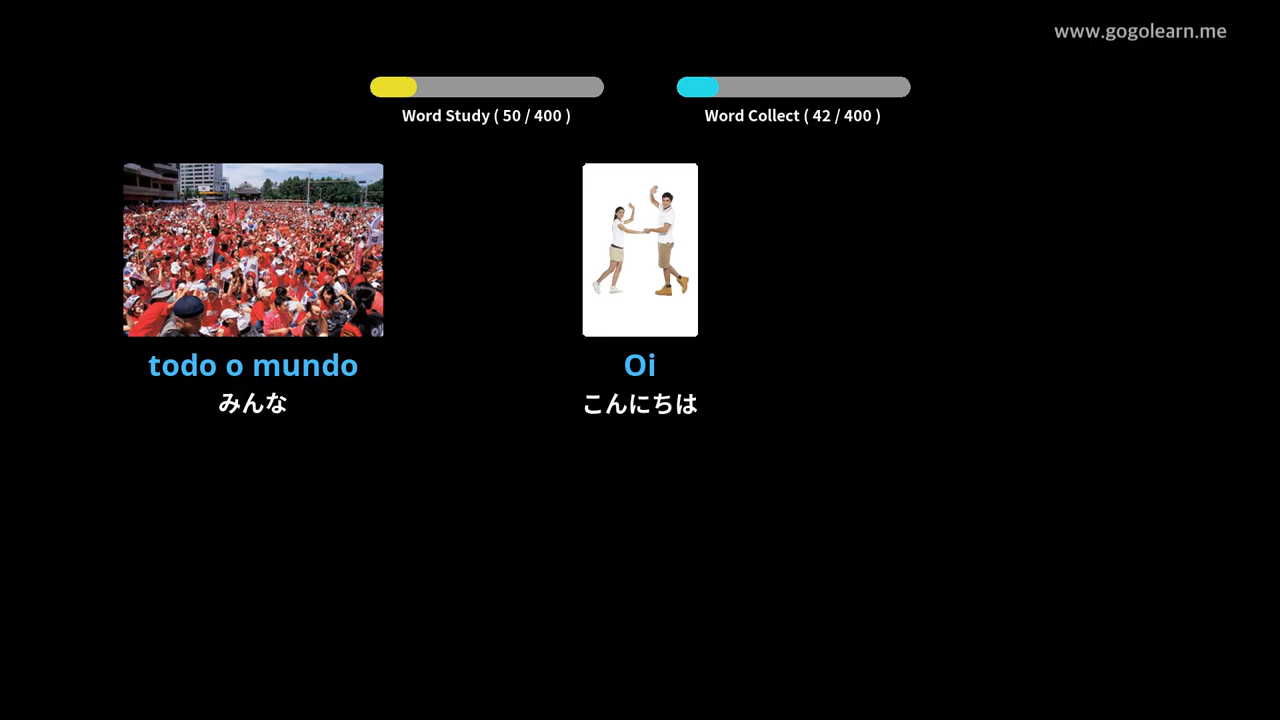 www.gogolearn.me
Word Study ( 50 / 400 )
Word Collect ( 42 / 400 )
todo o mundo
みんな
Oi
こんにちは